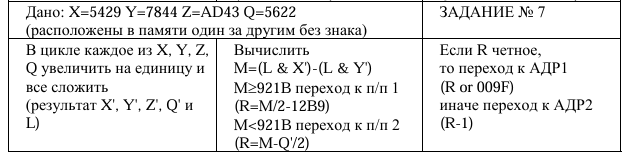 Дано: X=5429 Y=7844 Z=AD43 Q=5622
(расположены в памяти один за другим без знака)
ЗАДАНИЕ № 7
В цикле каждое из X, Y, Z,
Q увеличить на единицу и
все сложить
(результат X', Y', Z', Q' и
L)
Вычислить
M=(L & X')-(L & Y')
M≥921B переход к п/п 1
(R=M/2-12B9)
M<921B переход к п/п 2
(R=M-Q'/2)
Если R четное,
то переход к АДР1
(R or 009F)
иначе переход к АДР2
(R-1)